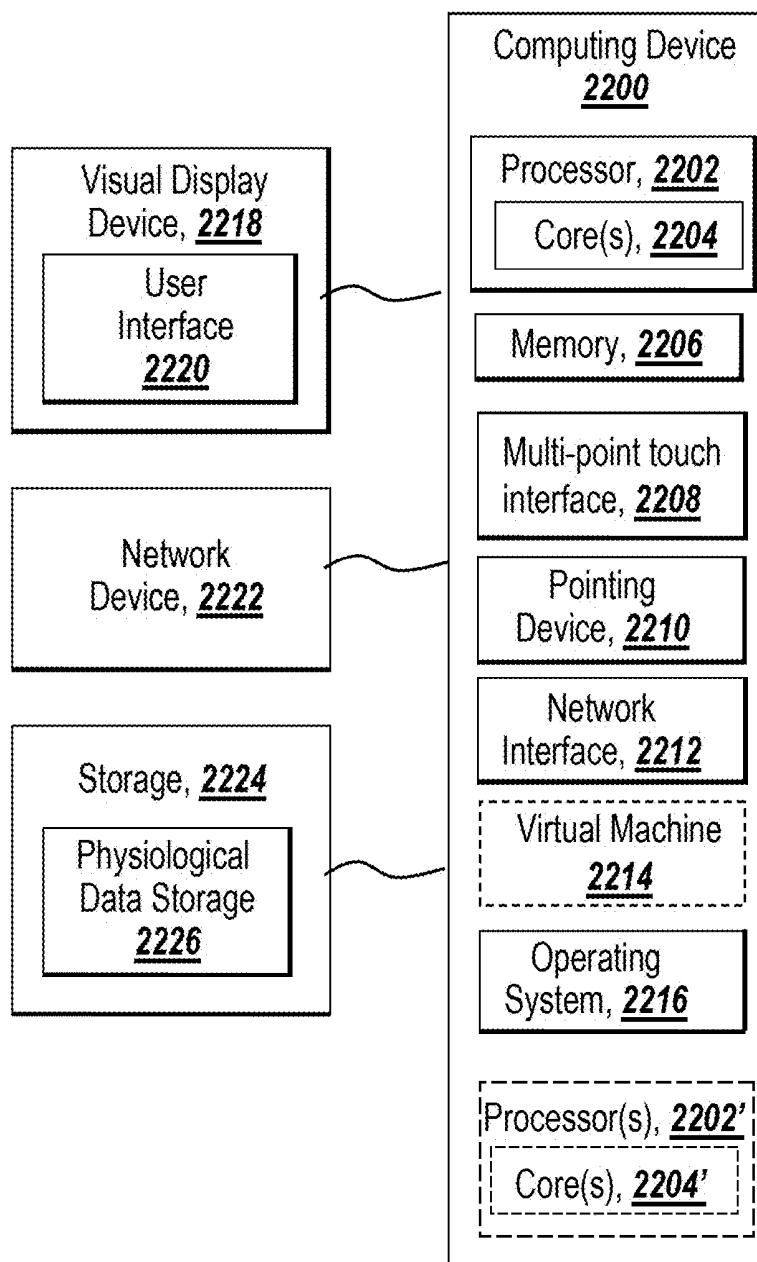 Computing Device
2200
Processor, 2202
Core(s), 2204
Memory, 2206
Multi-point touch
interface, 2208
Pointing
Device, 2210
Network
Interface, 2212
Virtual Machine
2214
Operating
System, 2216
Processor(s), 2202'
Core(s), 2204'
Visual Display
Device, 2218
User
Interface
2220
Network
Device, 2222
Storage, 2224
Physiological
Data Storage
2226